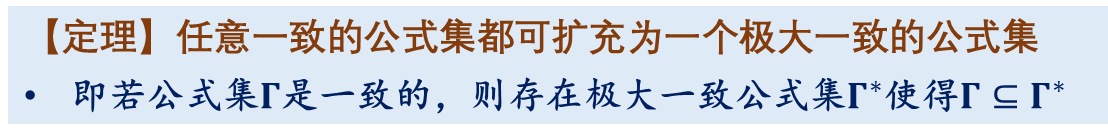 【定理】任意一致的公式集都可扩充为一个极大一致的公式集
• 即若公式集Γ是一致的，则存在极大一致公式集Γ*使得Γ ⊆ Γ*